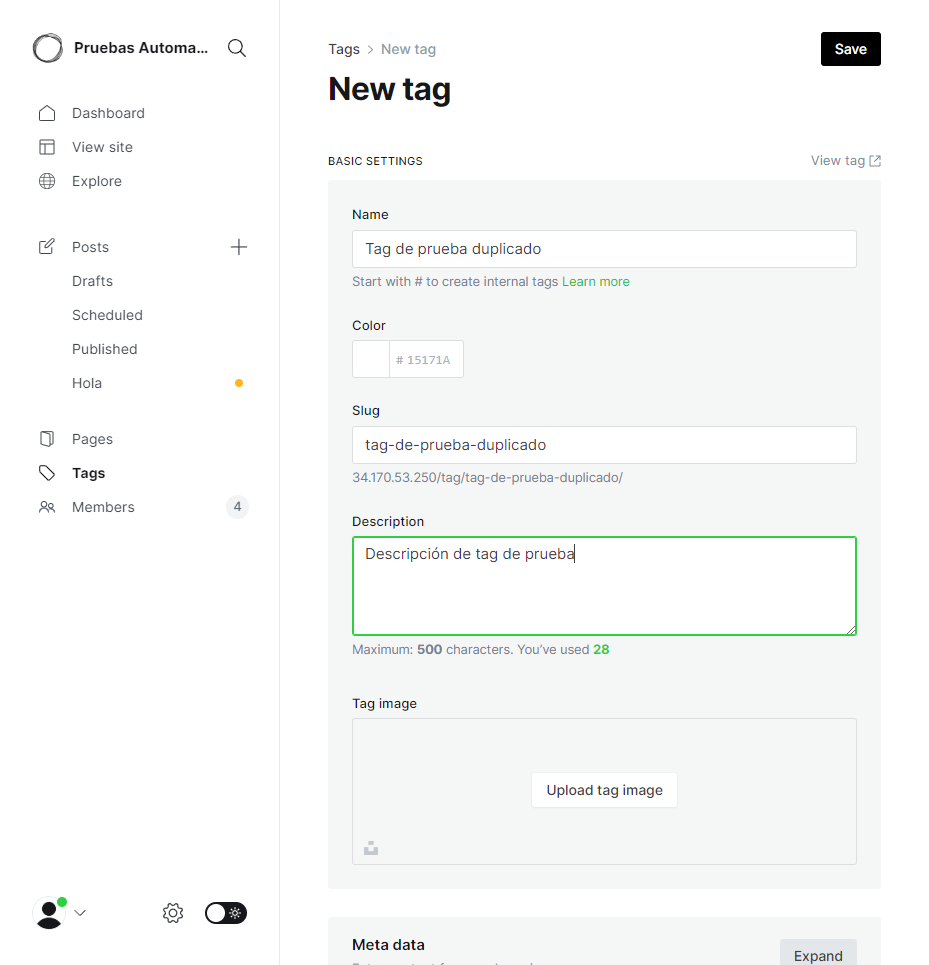 Pruebas Automa...
Dashboard
View site
Explore
Posts
Drafts
Scheduled
Published
Hola
Pages
Tags
Members 4
Tags > New tag
Save
New tag
BASIC SETTINGS
View tag
Name
Tag de prueba duplicado
Start with # to create internal tags Learn more
Color
# 15171A
Slug
tag-de-prueba-duplicado
34.170.53.250/tag/tag-de-prueba-duplicado/
Description
Descripción de tag de prueba
Maximum: 500 characters. You’ve used 28
Tag image
Upload tag image
Meta data
Expand